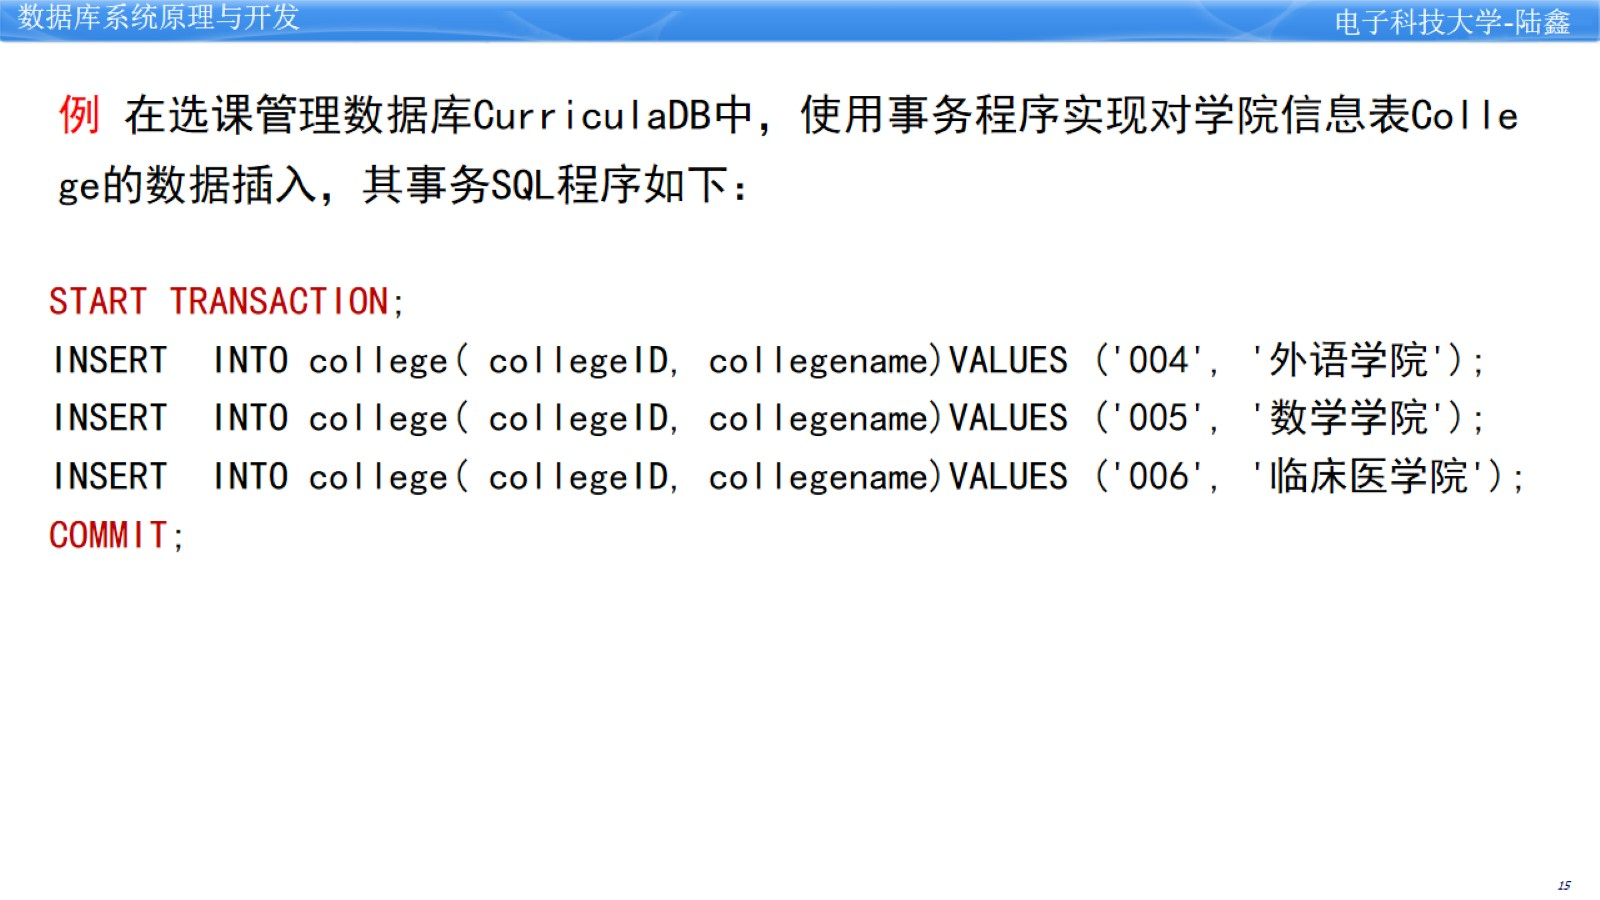 数据库系统原理与开发
电子科技大学-陆鑫
例 在选课管理数据库CurriculaDB中，使用事务程序实现对学院信息表Colle
ge的数据插入，其事务SQL程序如下：
START TRANSACTION;
INSERT  INTO college( collegeID, collegename)VALUES ('004', '外语学院');
INSERT  INTO college( collegeID, collegename)VALUES ('005', '数学学院');
INSERT  INTO college( collegeID, collegename)VALUES ('006', '临床医学院');
COMMIT;
15